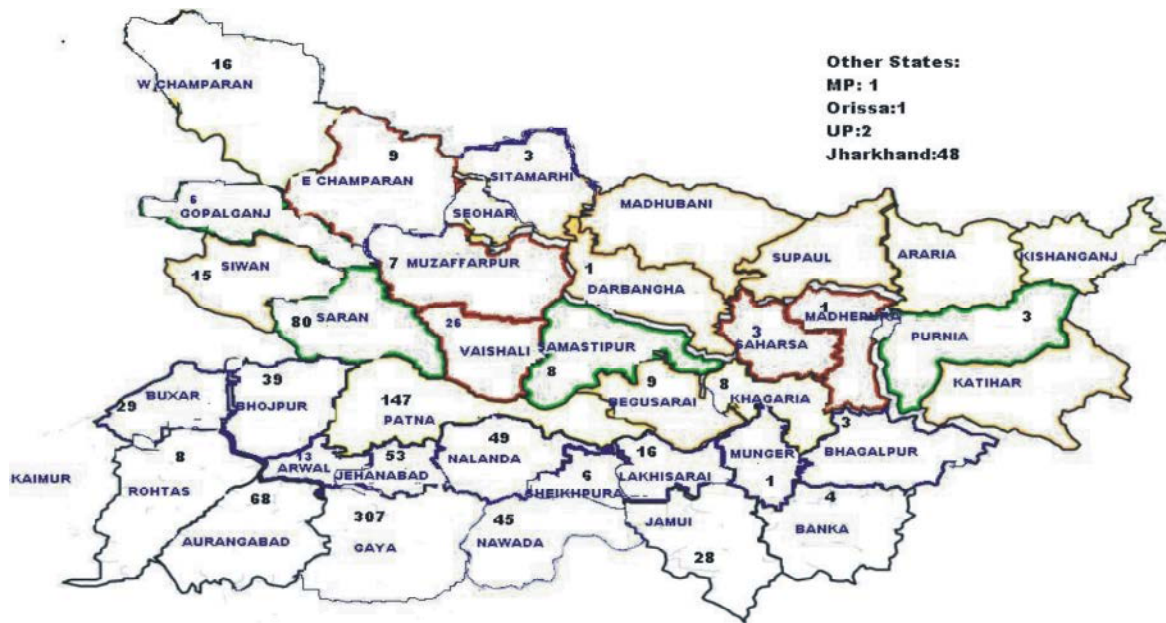 16
W CHAMPARAN
Other States:
MP: 1
Orissa:1
UP:2
Jharkhand:48
9
E CHAMPARAN
3
SITAMARHI
SEOHAR
MADHUBANI
6
GOPALGANJ
SUPAUL
ARARIA
KISHANGANJ
15
SIWAN
7
MUZAFFARPUR
1
DARBANGHA
80
SARAN
26
VAISHALI
SAMASTIPUR
8
3
SAHARSA
1
MADHEPURA
3
PURNIA
KATIHAR
29
BUXAR
39
BHOJPUR
147
PATNA
9
BEGUSARAI
8
KHAGARIA
3
BHAGALPUR
KAIMUR
8
ROHTAS
13
ARWAL
53
JEHANABAD
49
NALANDA
6
SHEIKHPURA
16
LAKHISARAI
MUNGER
1
68
AURANGABAD
307
GAYA
45
NAWADA
JAMUI
28
4
BANKA